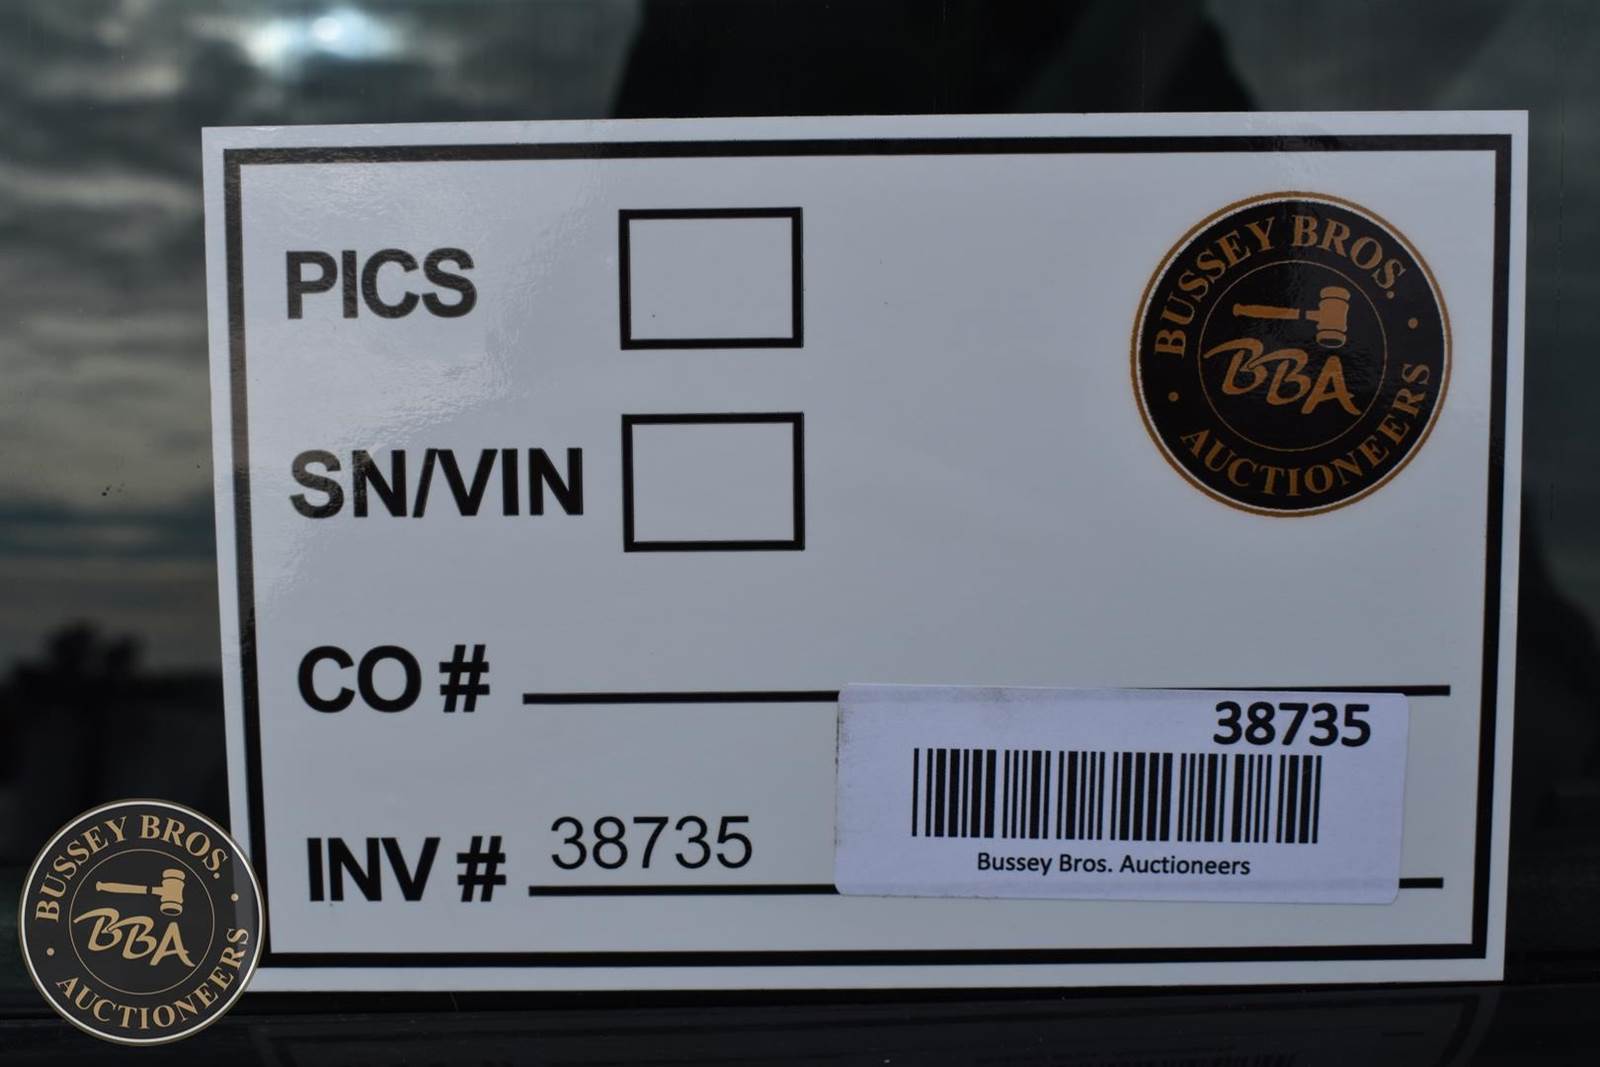 PICS
BUSSEY BROS.
BBA
AUCTIONEERS
SN/VIN
CO #
38735
INV # 38735
Bussey Bros. Auctioneers
BUSSEY BROS.
BBA
AUCTIONEERS